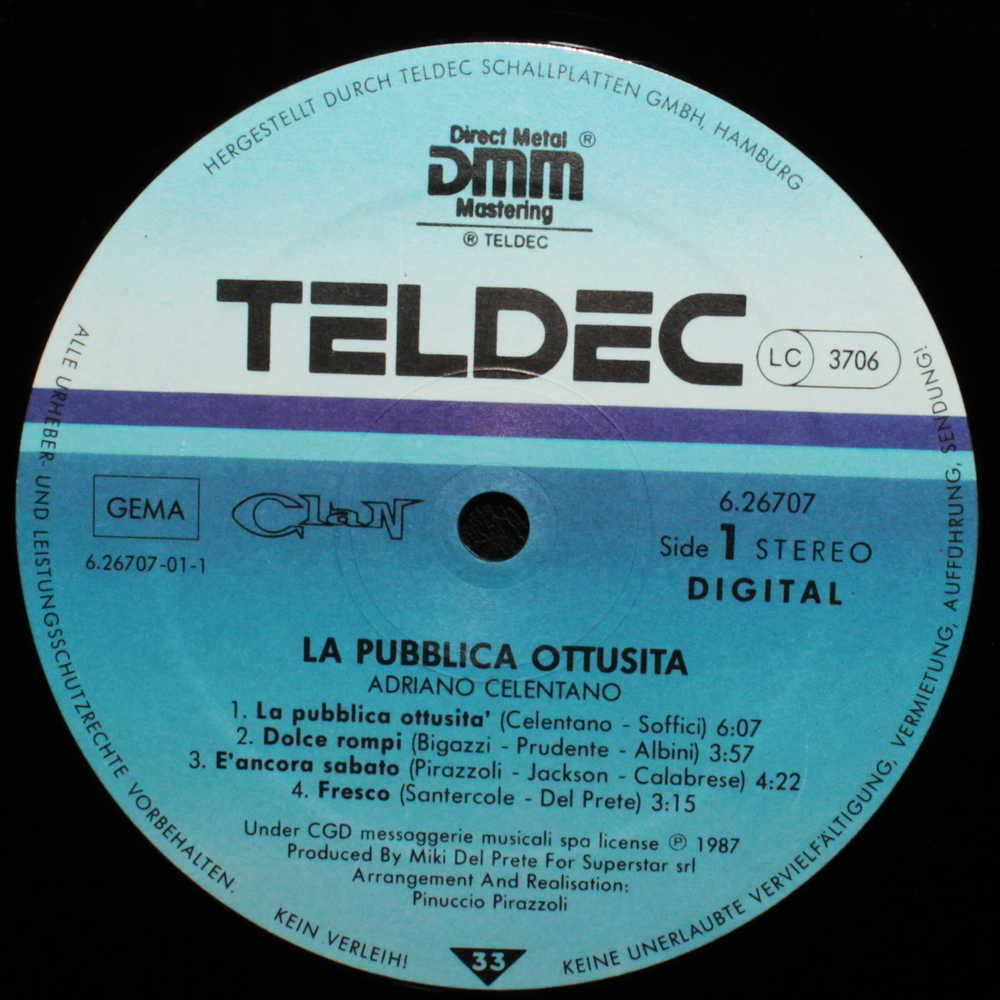 HERGESTELLT DURCH TELDEC SCHALLPLATTEN GMBH, HAMBURG
Direct Metal ®
DMM
Mastering
® TELDEC
TELDEC
LC 3706
GEMA
Clan
6.26707-01-1
6.26707
Side 1 STEREO
DIGITAL
LA PUBBLICA OTTUSITA
ADRIANO CELENTANO
1. La pubblica ottusita' (Celentano - Soffici) 6:07
2. Dolce rompi (Bigazzi - Prudente - Albini) 3:57
3. E'ancora sabato (Pirazzoli - Jackson - Calabrese) 4:22
4. Fresco (Santercole - Del Prete) 3:15
Under CGD messaggerie musicali spa license ℗ 1987
Produced By Miki Del Prete For Superstar srl
Arrangement And Realisation:
Pinuccio Pirazzoli
33
ALLE URHEBER- UND LEISTUNGSSCHUTZRECHTE VORBEHALTEN.
KEIN VERLEIH!
KEINE UNERLAUBTE VERVIELFÄLTIGUNG, VERMIETUNG, AUFFÜHRUNG, SENDUNG!